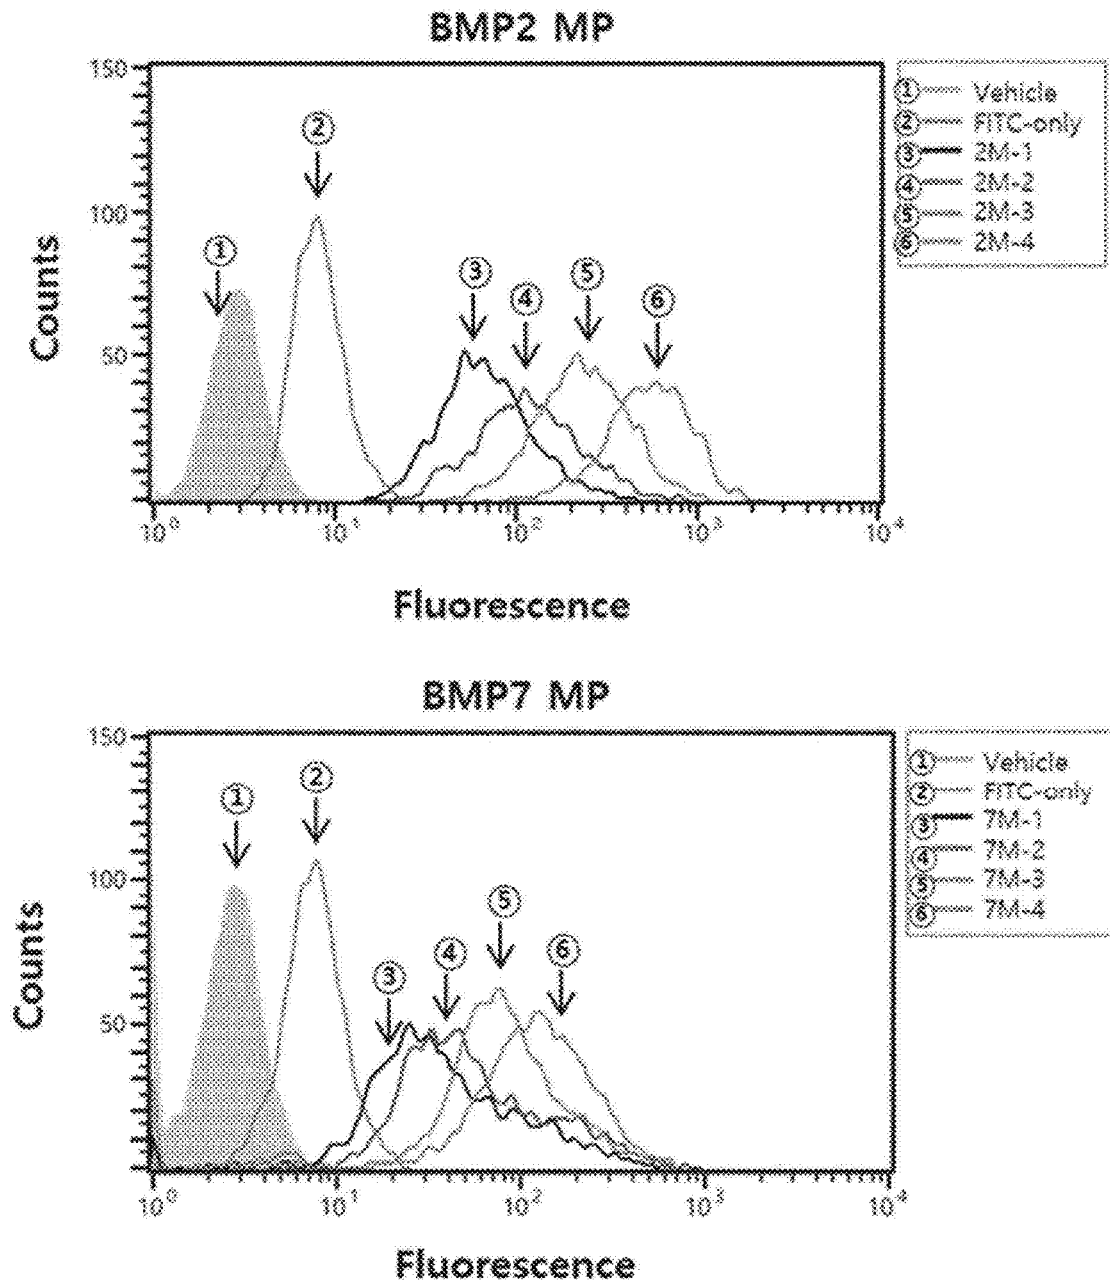 BMP2 MP
150
100
50
Counts
① ② ③ ④ ⑤ ⑥
① Vehicle
② FITC-only
③ 2M-1
④ 2M-2
⑤ 2M-3
⑥ 2M-4
10⁰ 10¹ 10² 10³ 10⁴
Fluorescence
BMP7 MP
150
100
50
Counts
① ② ③ ④ ⑤ ⑥
① Vehicle
② FITC-only
③ 7M-1
④ 7M-2
⑤ 7M-3
⑥ 7M-4
10⁰ 10¹ 10² 10³ 10⁴
Fluorescence